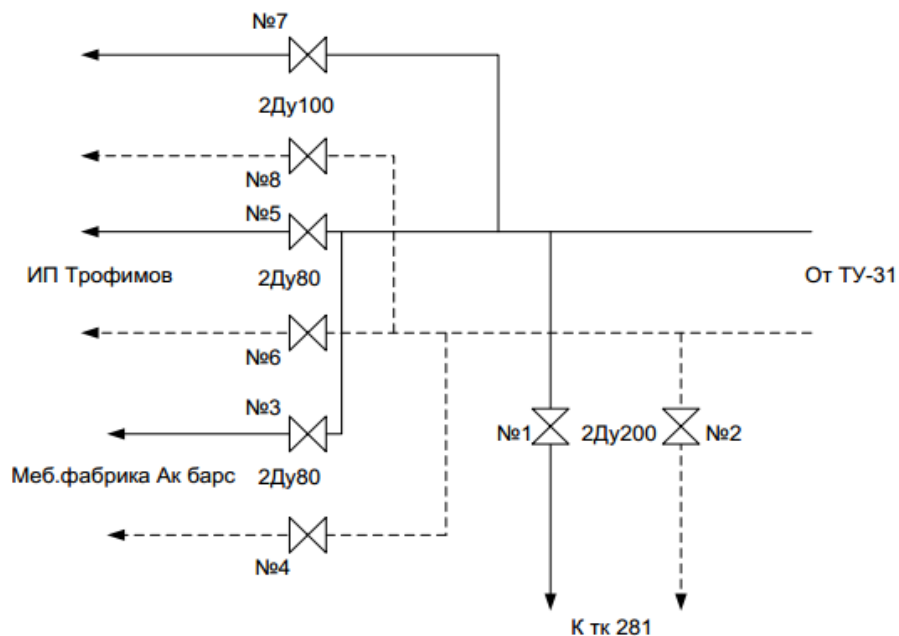 №7
2Ду100
№8
№5
ИП Трофимов
2Ду80
От ТУ-31
№6
№3
№1
2Ду200
№2
Меб.фабрика Ак барс
2Ду80
№4
К тк 281